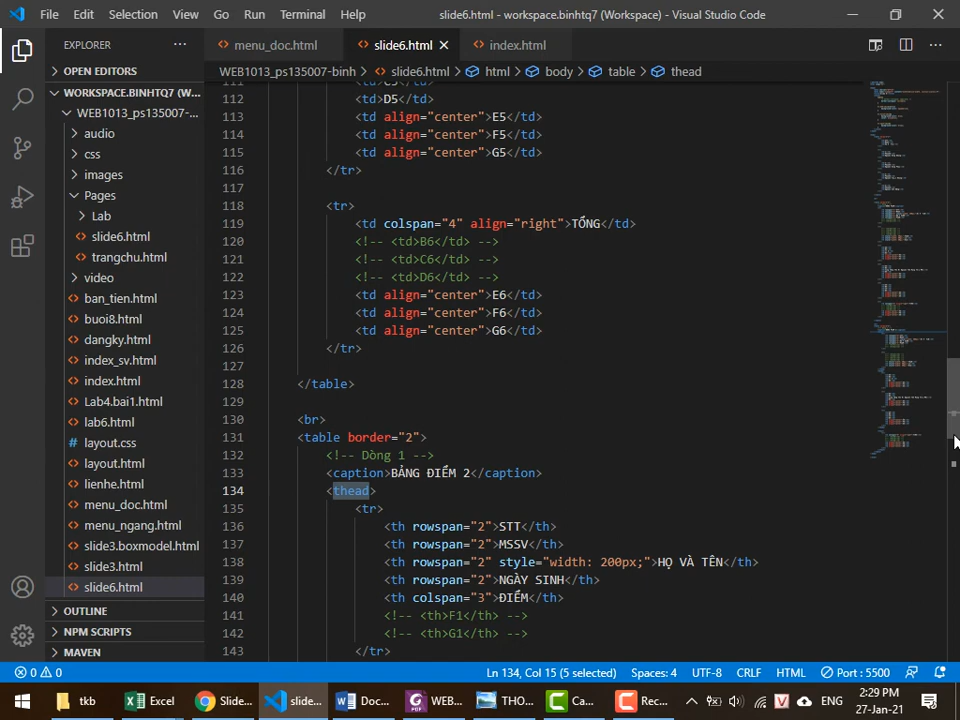 File Edit Selection View Go Run Terminal Help slide6.html - workspace.binhtq7 (Workspace) - Visual Studio Code
EXPLORER
menu_doc.html slide6.html index.html
OPEN EDITORS
WEB1013_ps135007-binh > slide6.html > html > body > table > thead
WORKSPACE.BINHTQ7 (W...
WEB1013_ps135007-...
audio
css
images
Pages
Lab
slide6.html
trangchu.html
video
ban_tien.html
buoi8.html
dangky.html
index_sv.html
index.html
Lab4.bai1.html
lab6.html
layout.css
layout.html
lienhe.html
menu_doc.html
menu_ngang.html
slide3.boxmodel.html
slide3.html
slide6.html
OUTLINE
NPM SCRIPTS
MAVEN
112 <td>D5</td>
113 <td align="center">E5</td>
114 <td align="center">F5</td>
115 <td align="center">G5</td>
116 </tr>
117
118 <tr>
119 <td colspan="4" align="right">TỔNG</td>
120 <!-- <td>B6</td> -->
121 <!-- <td>C6</td> -->
122 <!-- <td>D6</td> -->
123 <td align="center">E6</td>
124 <td align="center">F6</td>
125 <td align="center">G6</td>
126 </tr>
127
128 </table>
129
130 <br>
131 <table border="2">
132 <!-- Dòng 1 -->
133 <caption>BẢNG ĐIỂM 2</caption>
134 <thead>
135 <tr>
136 <th rowspan="2">STT</th>
137 <th rowspan="2">MSSV</th>
138 <th rowspan="2" style="width: 200px;">HỌ VÀ TÊN</th>
139 <th rowspan="2">NGÀY SINH</th>
140 <th colspan="3">ĐIỂM</th>
141 <!-- <th>F1</th> -->
142 <!-- <th>G1</th> -->
143 </tr>
0 0 Ln 134, Col 15 (5 selected) Spaces: 4 UTF-8 CRLF HTML Port : 5500
tkb Excel Slide... slide... Doc... WEB... THO... Ca... Rec... V ENG
2:29 PM
27-Jan-21